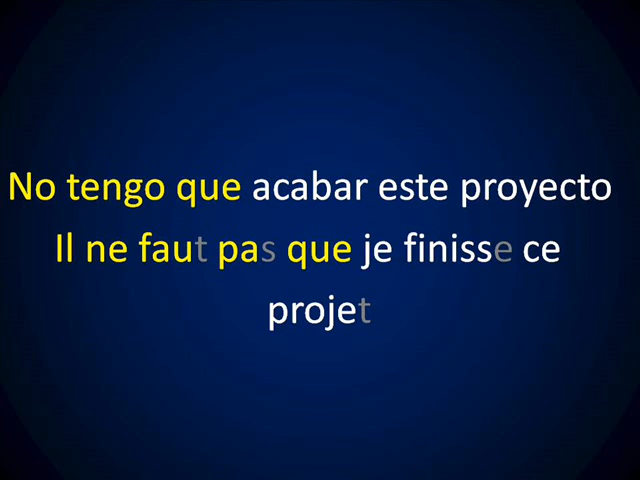 No tengo que acabar este proyecto
Il ne faut pas que je finisse ce
projet